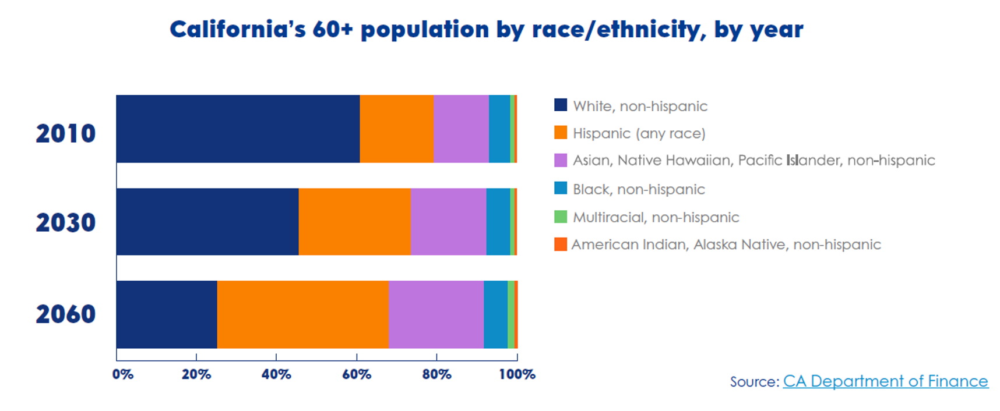 California’s 60+ population by race/ethnicity, by year
2010
2030
2060
White, non-hispanic
Hispanic (any race)
Asian, Native Hawaiian, Pacific Islander, non-hispanic
Black, non-hispanic
Multiracial, non-hispanic
American Indian, Alaska Native, non-hispanic
0% 20% 40% 60% 80% 100%
Source: CA Department of Finance